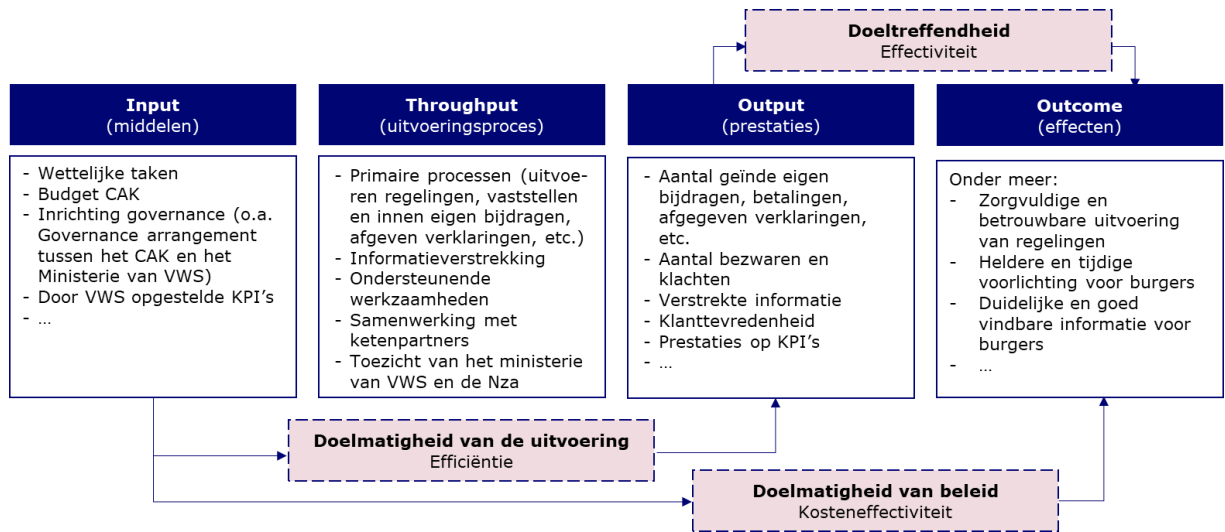 Doeltreffendheid
Effectiviteit
Input
(middelen)
Throughput
(uitvoeringsproces)
Output
(prestaties)
Outcome
(effecten)
- Wettelijke taken
- Budget CAK
- Inrichting governance (o.a.
Governance arrangement
tussen het CAK en het
Ministerie van VWS)
- Door VWS opgestelde KPI's
- ...
- Primaire processen (uitvoe-
ren regelingen, vaststellen
en innen eigen bijdragen,
afgeven verklaringen, etc.)
- Informatieverstrekking
- Ondersteunende
werkzaamheden
- Samenwerking met
ketenpartners
- Toezicht van het ministerie
van VWS en de Nza
- Aantal geïnde eigen
bijdragen, betalingen,
afgegeven verklaringen,
etc.
- Aantal bezwaren en
klachten
- Verstrekte informatie
- Klanttevredenheid
- Prestaties op KPI's
- ...
Onder meer:
- Zorgvuldige en
betrouwbare uitvoering
van regelingen
- Heldere en tijdige
voorlichting voor burgers
- Duidelijke en goed
vindbare informatie voor
burgers
- ...
Doelmatigheid van de uitvoering
Efficiëntie
Doelmatigheid van beleid
Kosteneffectiviteit